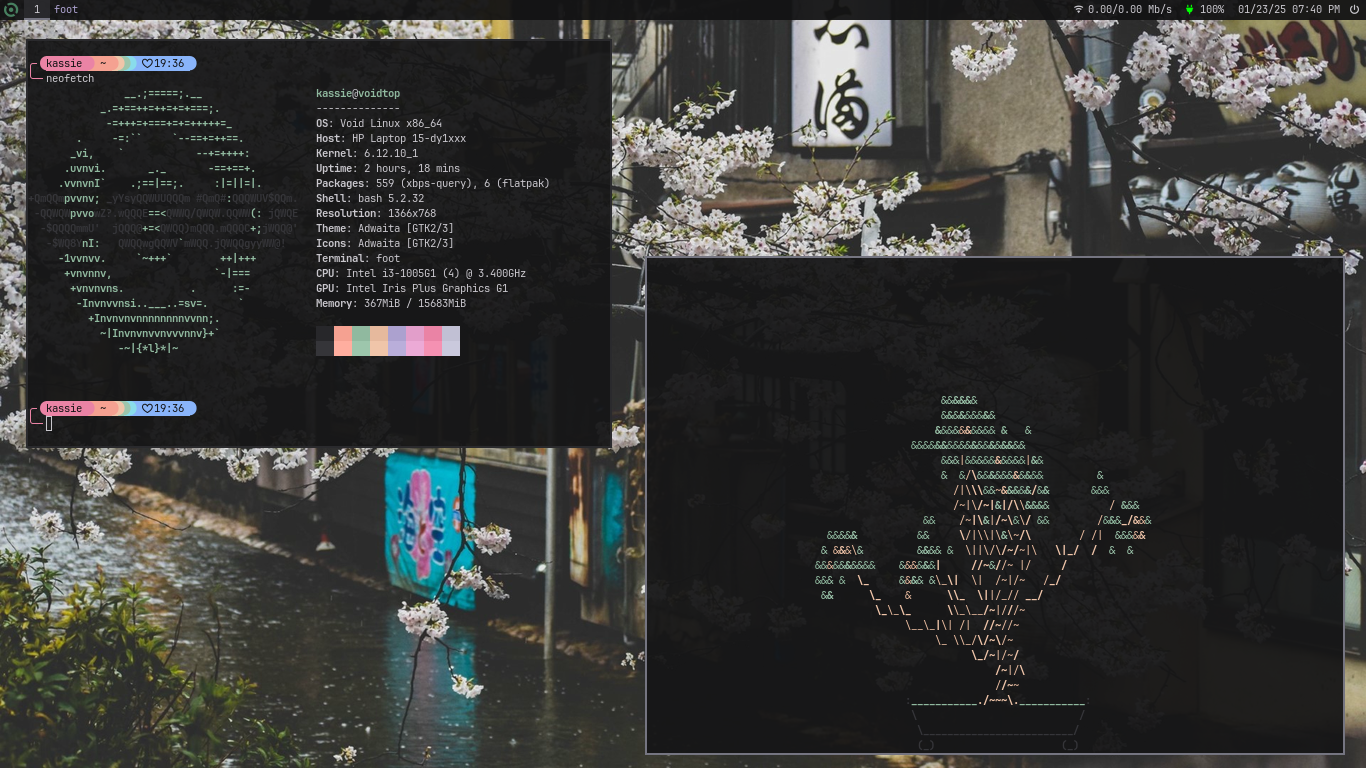 1 foot
0.00/0.00 Mb/s 100% 01/23/25 07:40 PM
kassie ~ ♡19:36
neofetch
kassie@voidtop
--------------
OS: Void Linux x86_64
Host: HP Laptop 15-dy1xxx
Kernel: 6.12.10_1
Uptime: 2 hours, 18 mins
Packages: 559 (xbps-query), 6 (flatpak)
Shell: bash 5.2.32
Resolution: 1366x768
Theme: Adwaita [GTK2/3]
Icons: Adwaita [GTK2/3]
Terminal: foot
CPU: Intel i3-1005G1 (4) @ 3.400GHz
GPU: Intel Iris Plus Graphics G1
Memory: 367MiB / 15683MiB
kassie ~ ♡19:36